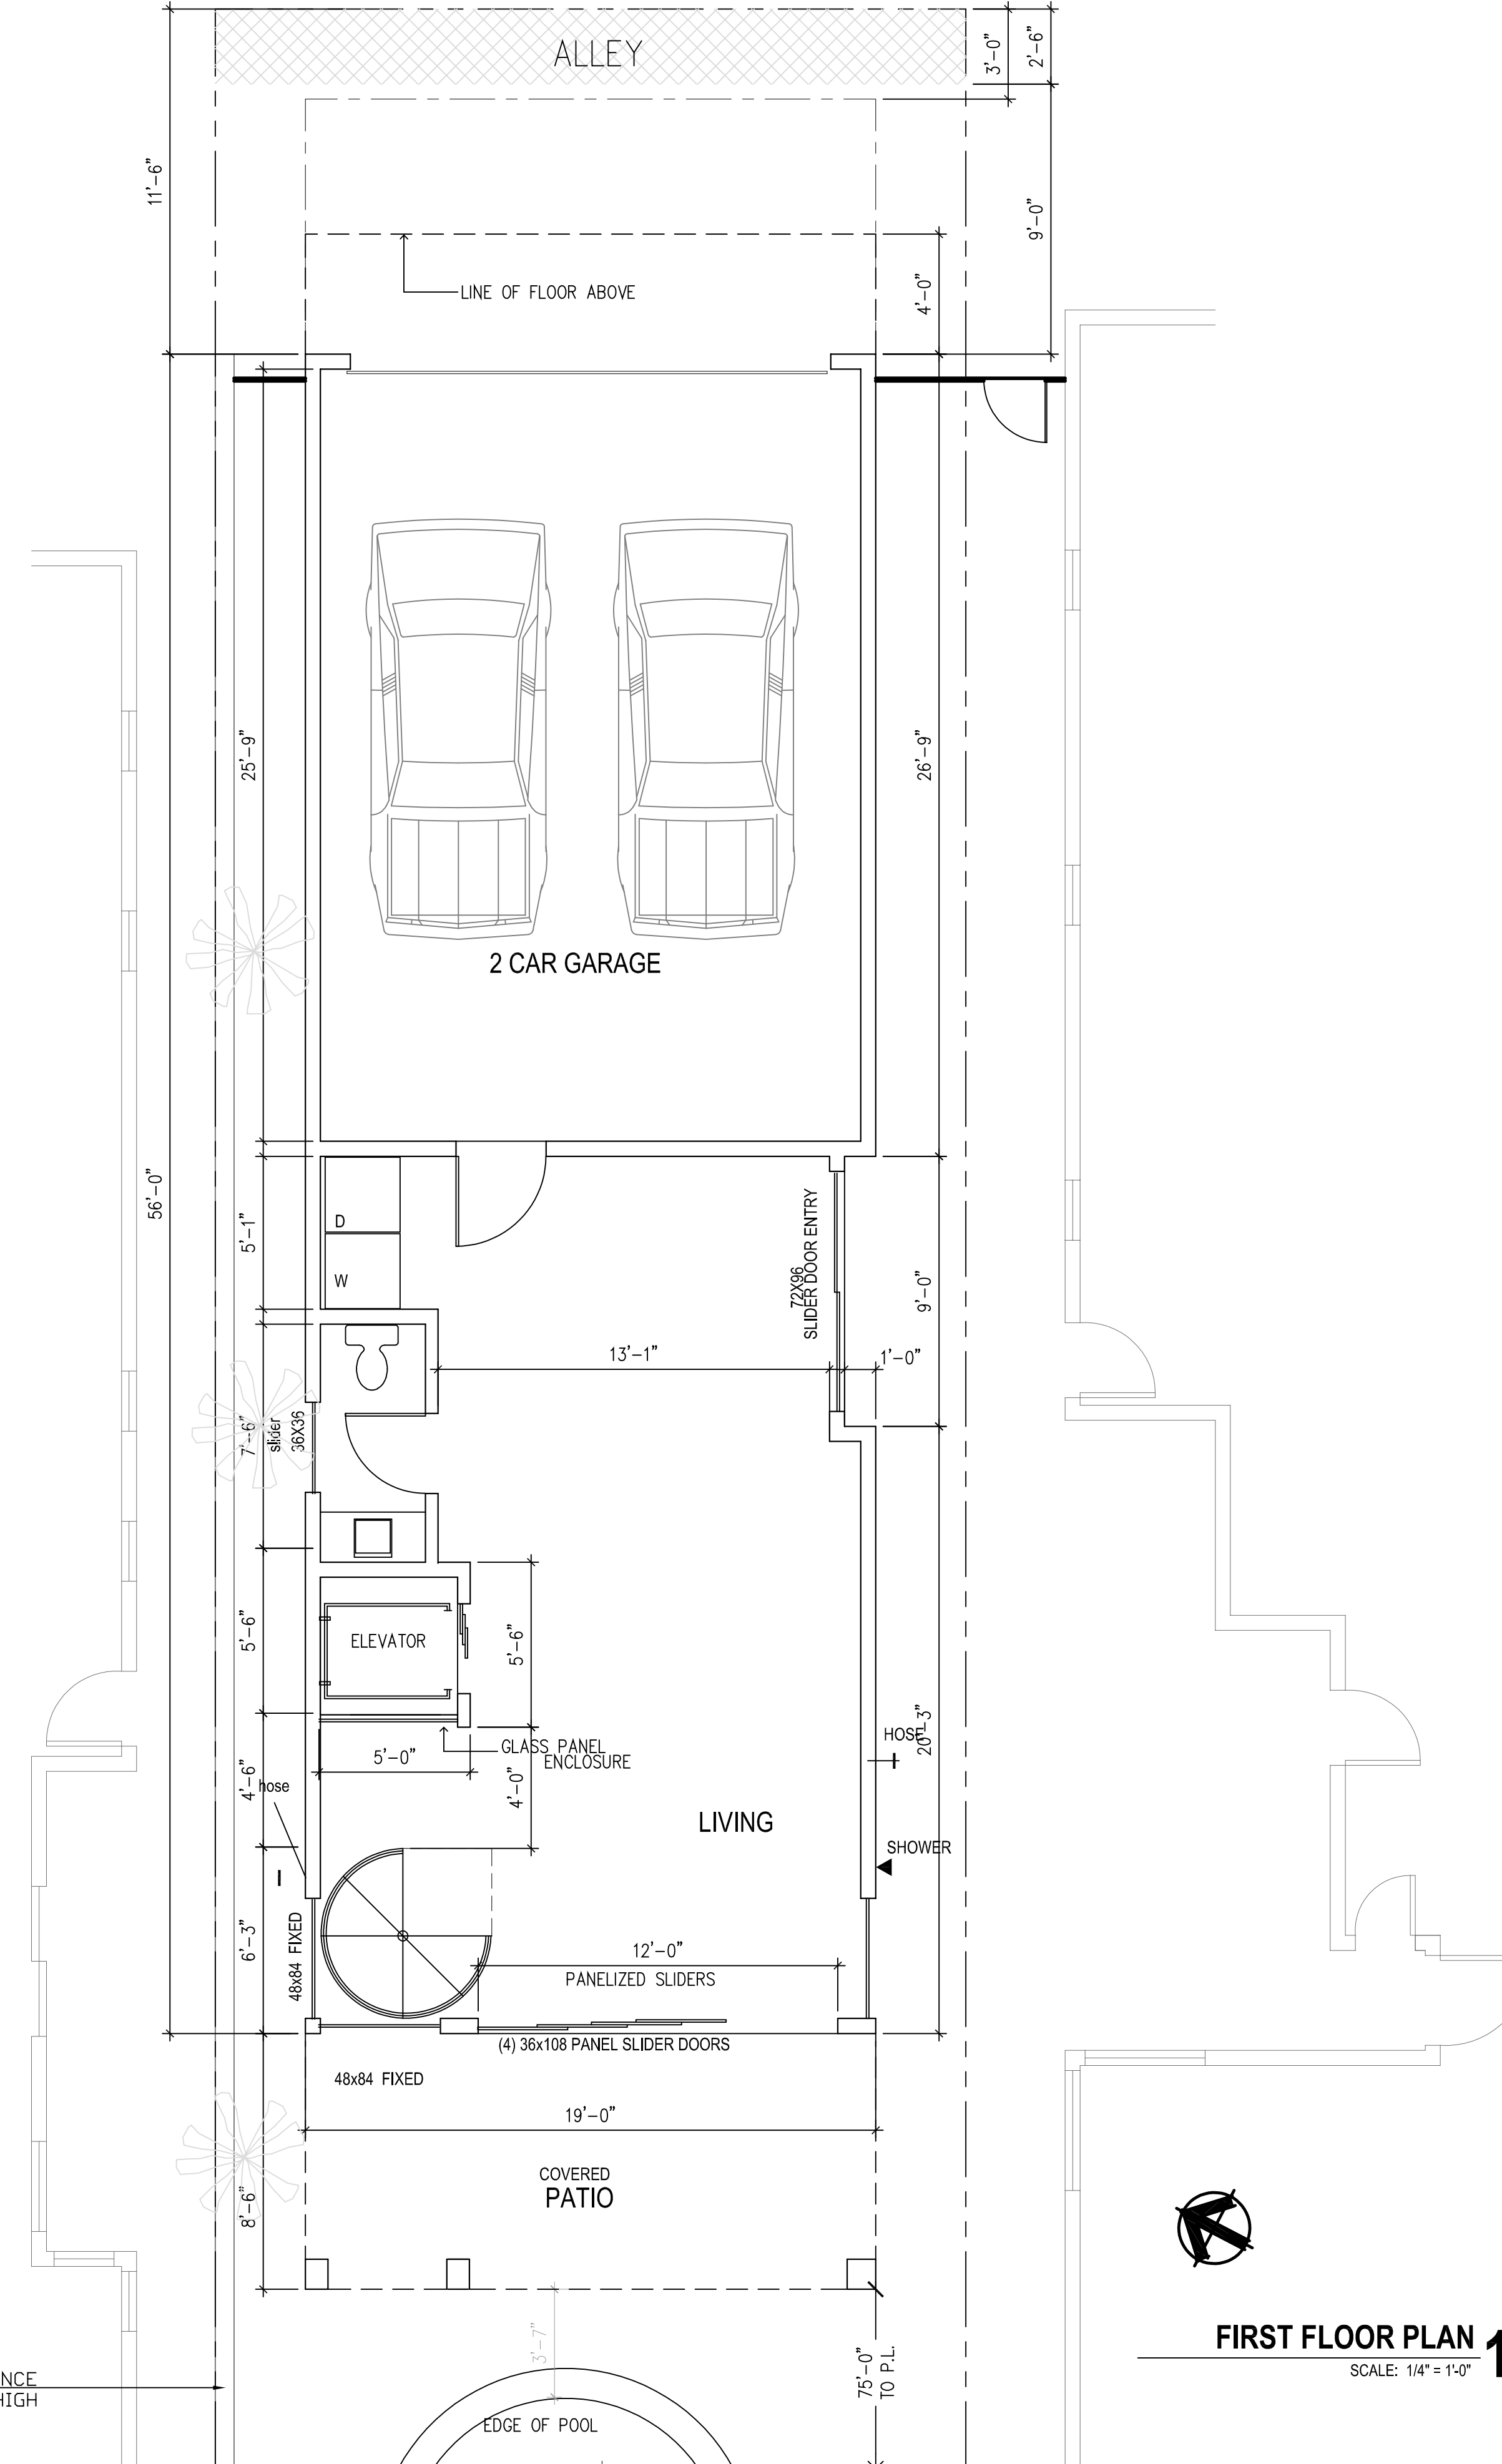 ALLEY
3'-0"
2'-6"
11'-6"
9'-0"
4'-0"
LINE OF FLOOR ABOVE
25'-9"
26'-9"
2 CAR GARAGE
56'-0"
5'-1"
D
W
72X96
SLIDER DOOR ENTRY
9'-0"
13'-1"
1'-0"
7'-6"
slider
36X36
5'-6"
ELEVATOR
5'-6"
20'-3"
HOSE
GLASS PANEL
ENCLOSURE
5'-0"
4'-6"
hose
4'-0"
LIVING
SHOWER
6'-3"
48x84 FIXED
12'-0"
PANELIZED SLIDERS
(4) 36x108 PANEL SLIDER DOORS
48x84 FIXED
19'-0"
COVERED
PATIO
8'-6"
3'-7"
75'-0"
TO P.L.
FIRST FLOOR PLAN
1
SCALE: 1/4" = 1'-0"
NCE
HIGH
EDGE OF POOL